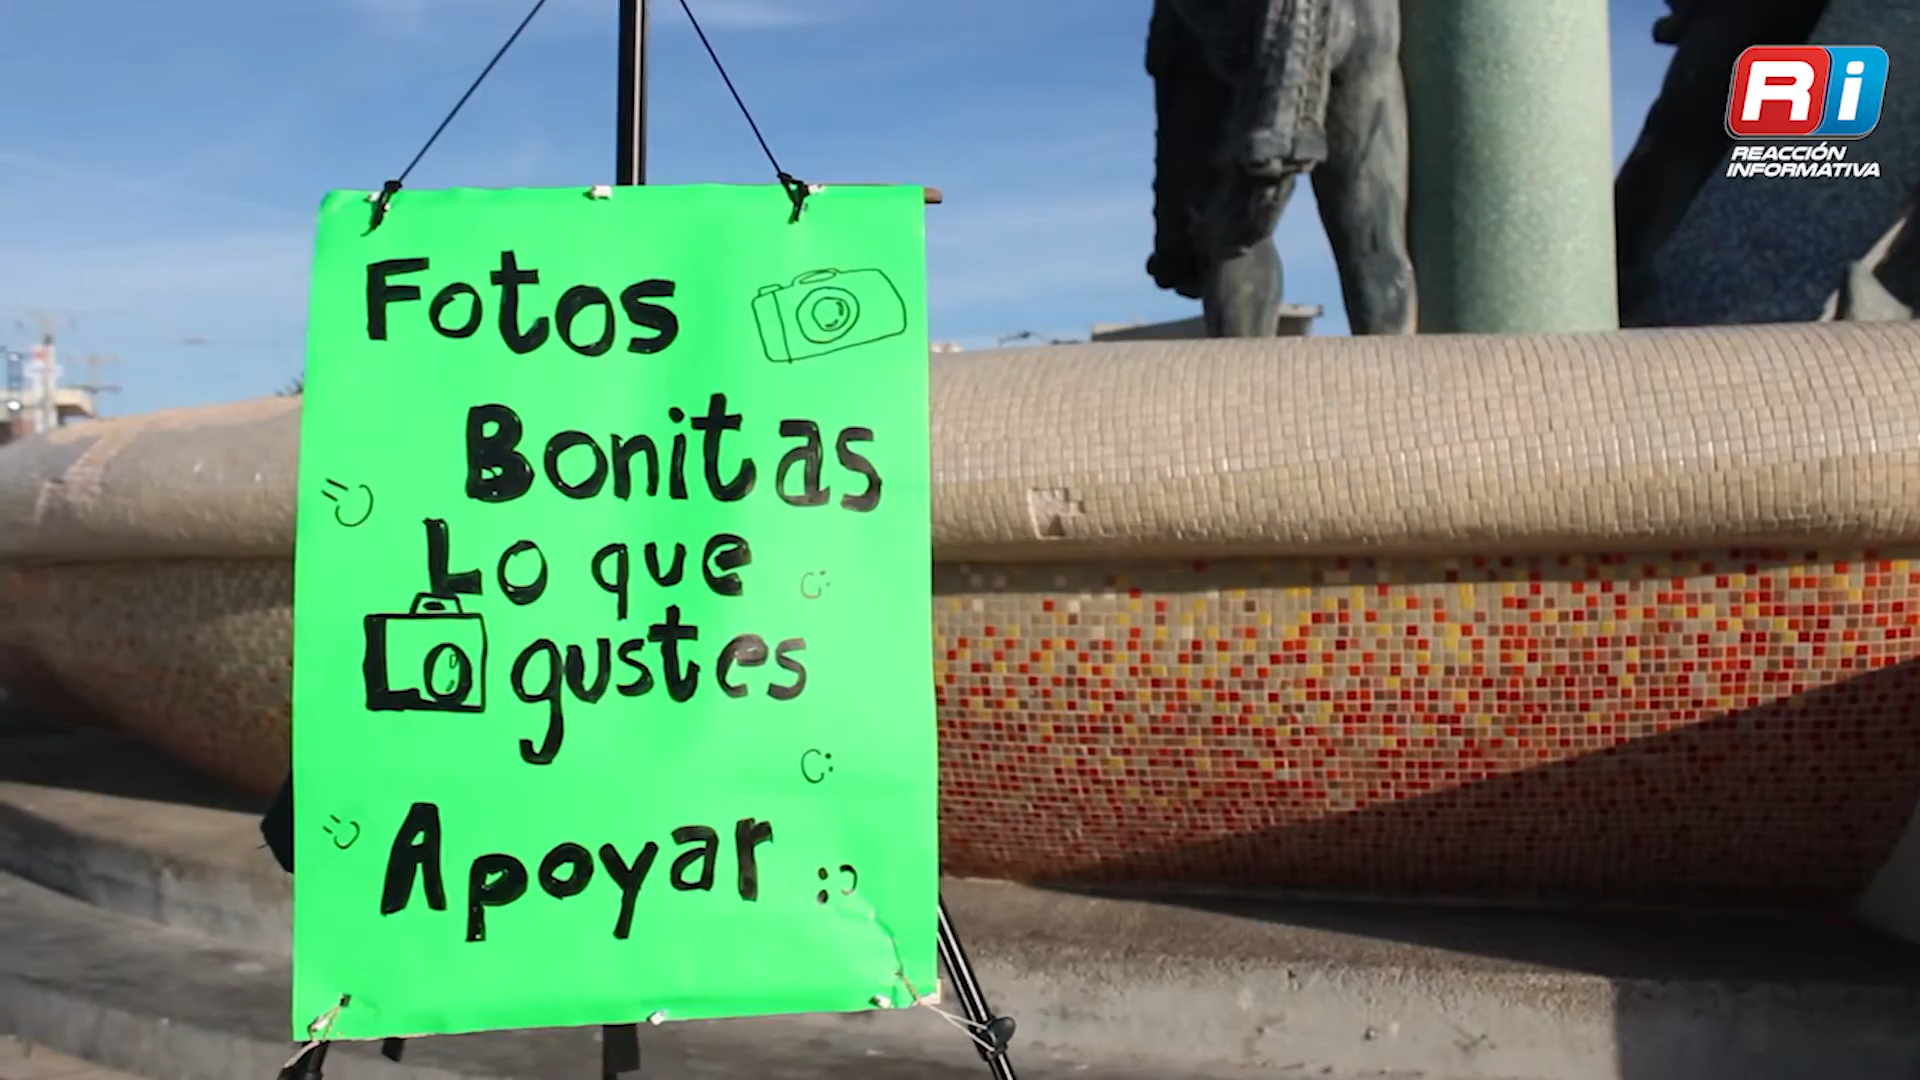 Ri
REACCIÓN
INFORMATIVA
Fotos
Bonitas
Lo que
Lo gustes
Apoyar